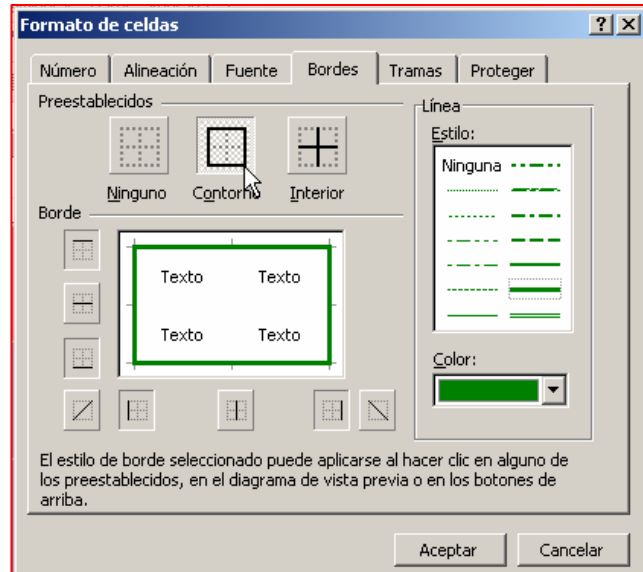 Formato de celdas
Número Alineación Fuente Bordes Tramas Proteger
Preestablecidos
Ninguno Contorno Interior
Borde
Texto Texto
Texto Texto
Línea
Estilo:
Ninguna
Color:
El estilo de borde seleccionado puede aplicarse al hacer clic en alguno de
los preestablecidos, en el diagrama de vista previa o en los botones de
arriba.
Aceptar Cancelar